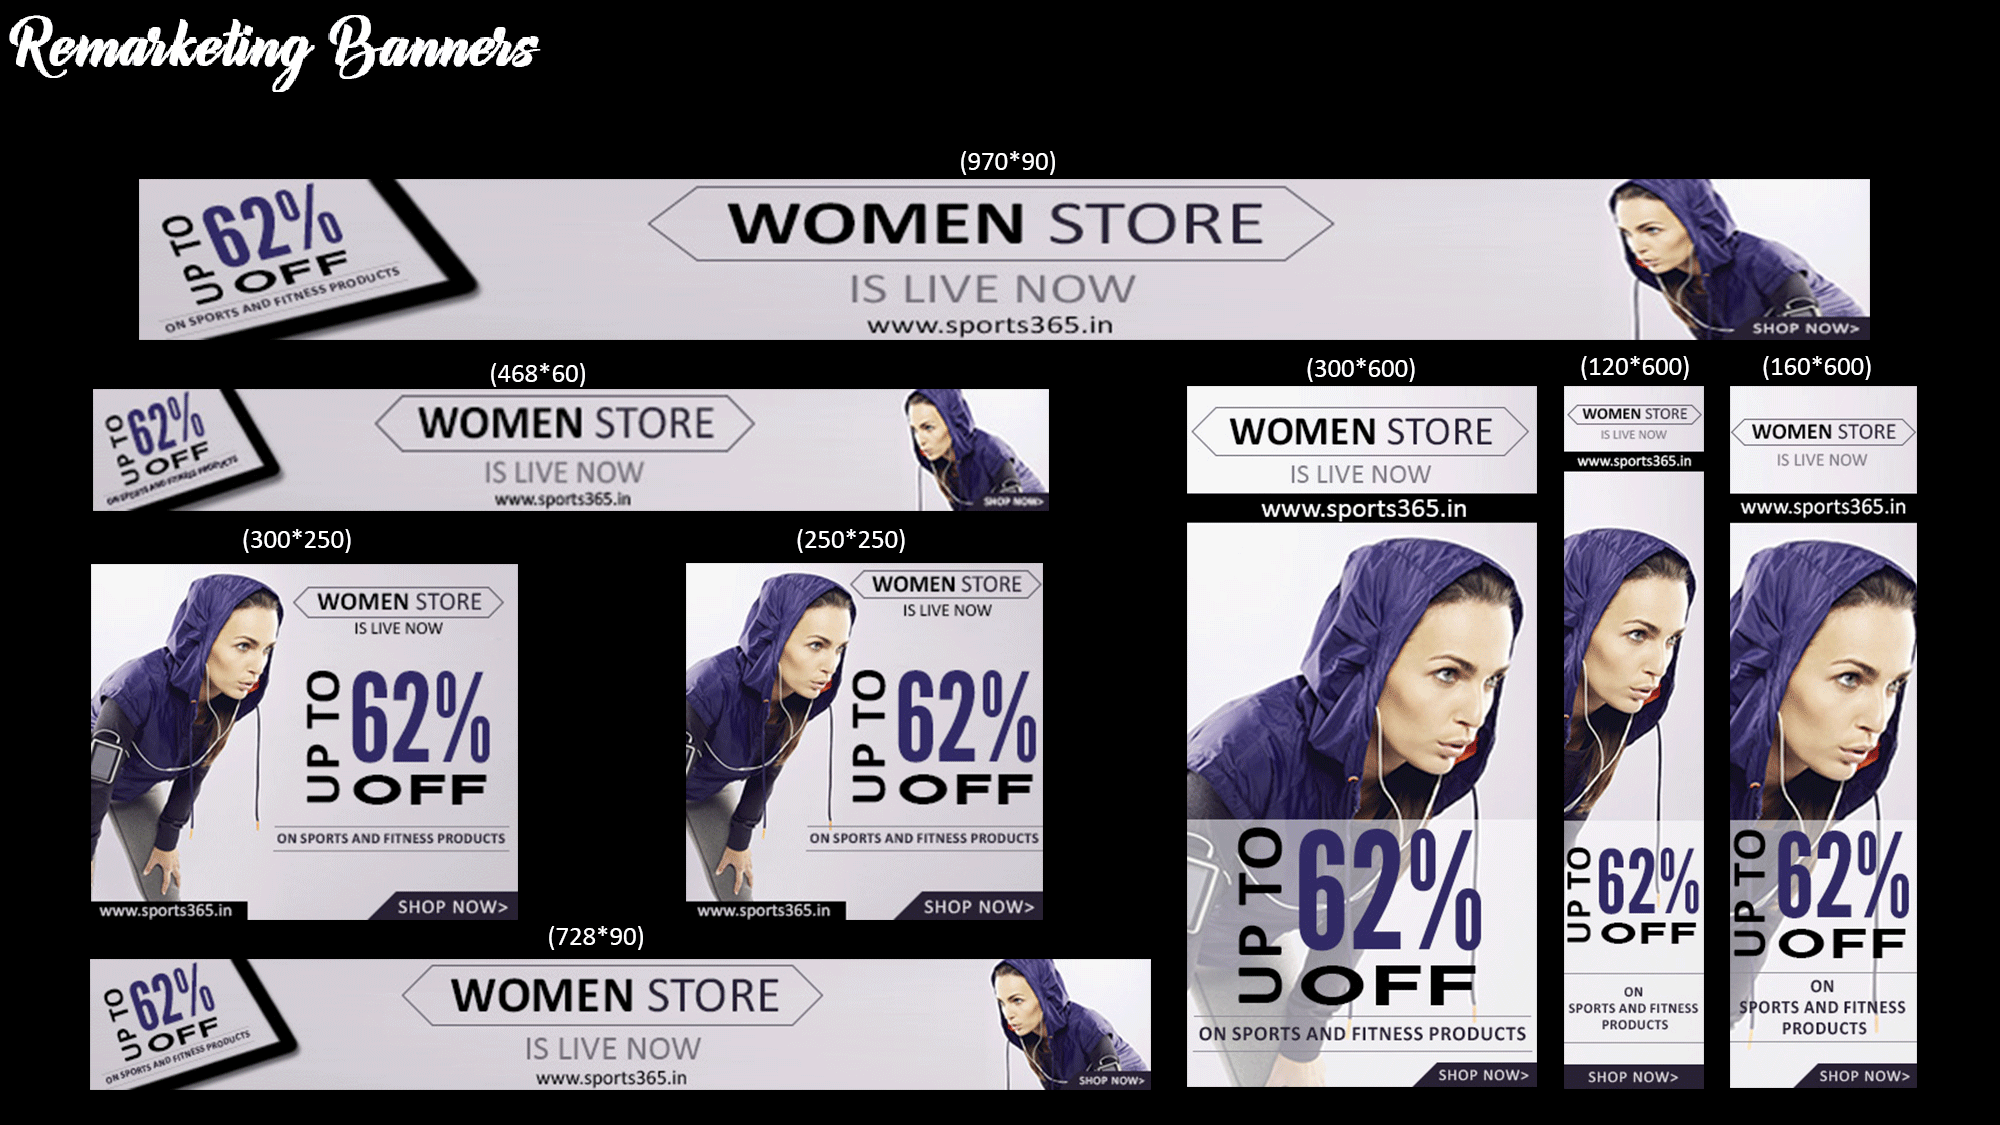 Remarketing Banners
(970*90)
UP TO
62%
OFF
ON SPORTS AND FITNESS PRODUCTS
WOMEN STORE
IS LIVE NOW
www.sports365.in
SHOP NOW>
(468*60)
UP TO
62%
OFF
ON SPORTS AND FITNESS PRODUCTS
WOMEN STORE
IS LIVE NOW
www.sports365.in
SHOP NOW>
(300*250)
WOMEN STORE
IS LIVE NOW
UP TO
62%
OFF
ON SPORTS AND FITNESS PRODUCTS
www.sports365.in
SHOP NOW>
(250*250)
WOMEN STORE
IS LIVE NOW
UP TO
62%
OFF
ON SPORTS AND FITNESS PRODUCTS
www.sports365.in
SHOP NOW>
(728*90)
UP TO
62%
OFF
ON SPORTS AND FITNESS PRODUCTS
WOMEN STORE
IS LIVE NOW
www.sports365.in
SHOP NOW>
(300*600)
WOMEN STORE
IS LIVE NOW
www.sports365.in
UP TO
62%
OFF
ON SPORTS AND FITNESS PRODUCTS
SHOP NOW>
(120*600)
WOMEN STORE
IS LIVE NOW
www.sports365.in
UP TO
62%
OFF
ON
SPORTS AND FITNESS
PRODUCTS
SHOP NOW>
(160*600)
WOMEN STORE
IS LIVE NOW
www.sports365.in
UP TO
62%
OFF
ON
SPORTS AND FITNESS
PRODUCTS
SHOP NOW>